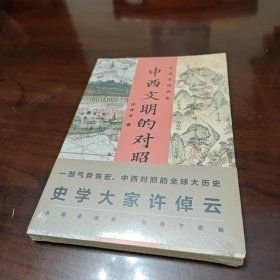 中西文明的对照
许倬云 著
一部气势恢宏、中西对照的全球大历史
史学大家许倬云